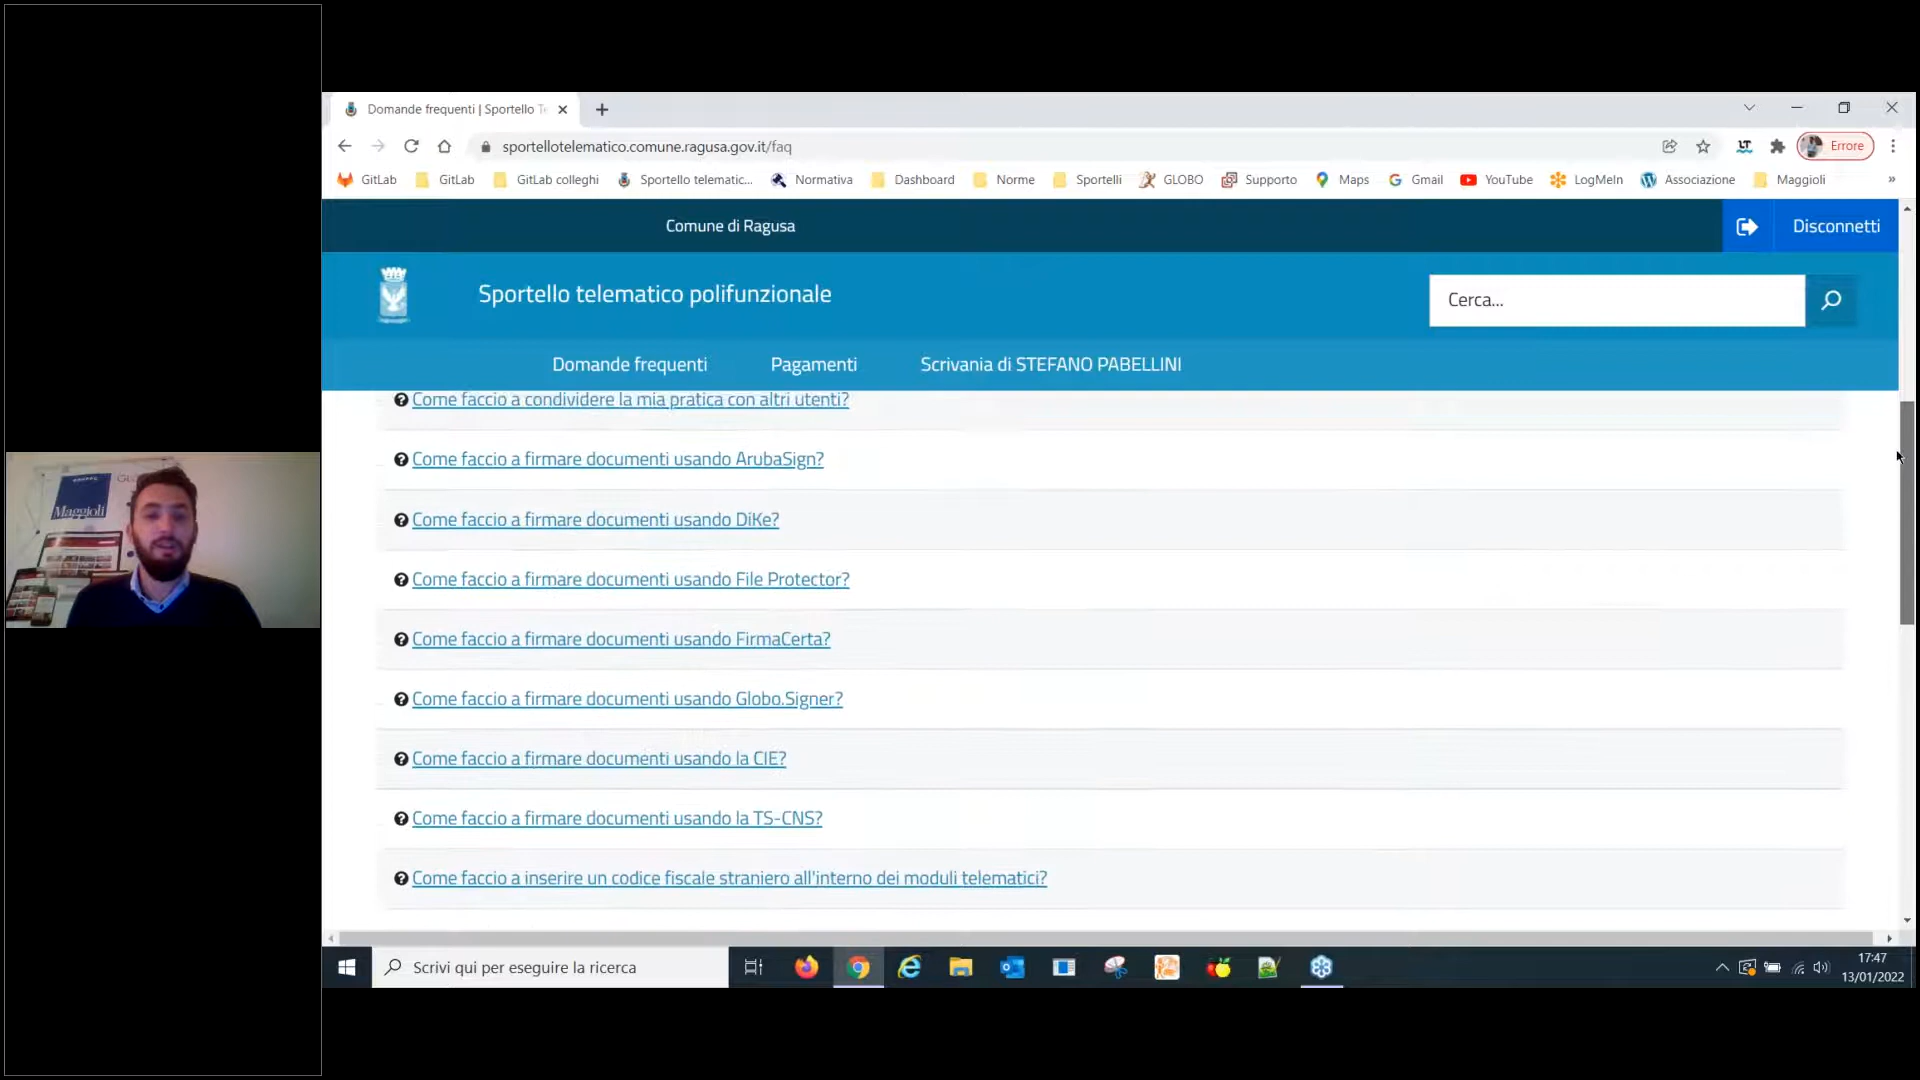 Domande frequenti | Sportello Te
sportellotelematico.comune.ragusa.gov.it/faq
Errore
GitLab
GitLab
GitLab colleghi
Sportello telematic...
Normativa
Dashboard
Norme
Sportelli
GLOBO
Supporto
Maps
Gmail
YouTube
LogMeIn
Associazione
Maggioli
»
Comune di Ragusa
Disconnetti
Sportello telematico polifunzionale
Cerca...
Domande frequenti
Pagamenti
Scrivania di STEFANO PABELLINI
Come faccio a condividere la mia pratica con altri utenti?
Come faccio a firmare documenti usando ArubaSign?
Come faccio a firmare documenti usando DiKe?
Come faccio a firmare documenti usando File Protector?
Come faccio a firmare documenti usando FirmaCerta?
Come faccio a firmare documenti usando Globo.Signer?
Come faccio a firmare documenti usando la CIE?
Come faccio a firmare documenti usando la TS-CNS?
Come faccio a inserire un codice fiscale straniero all'interno dei moduli telematici?
Maggioli
Scrivi qui per eseguire la ricerca
17:47
13/01/2022